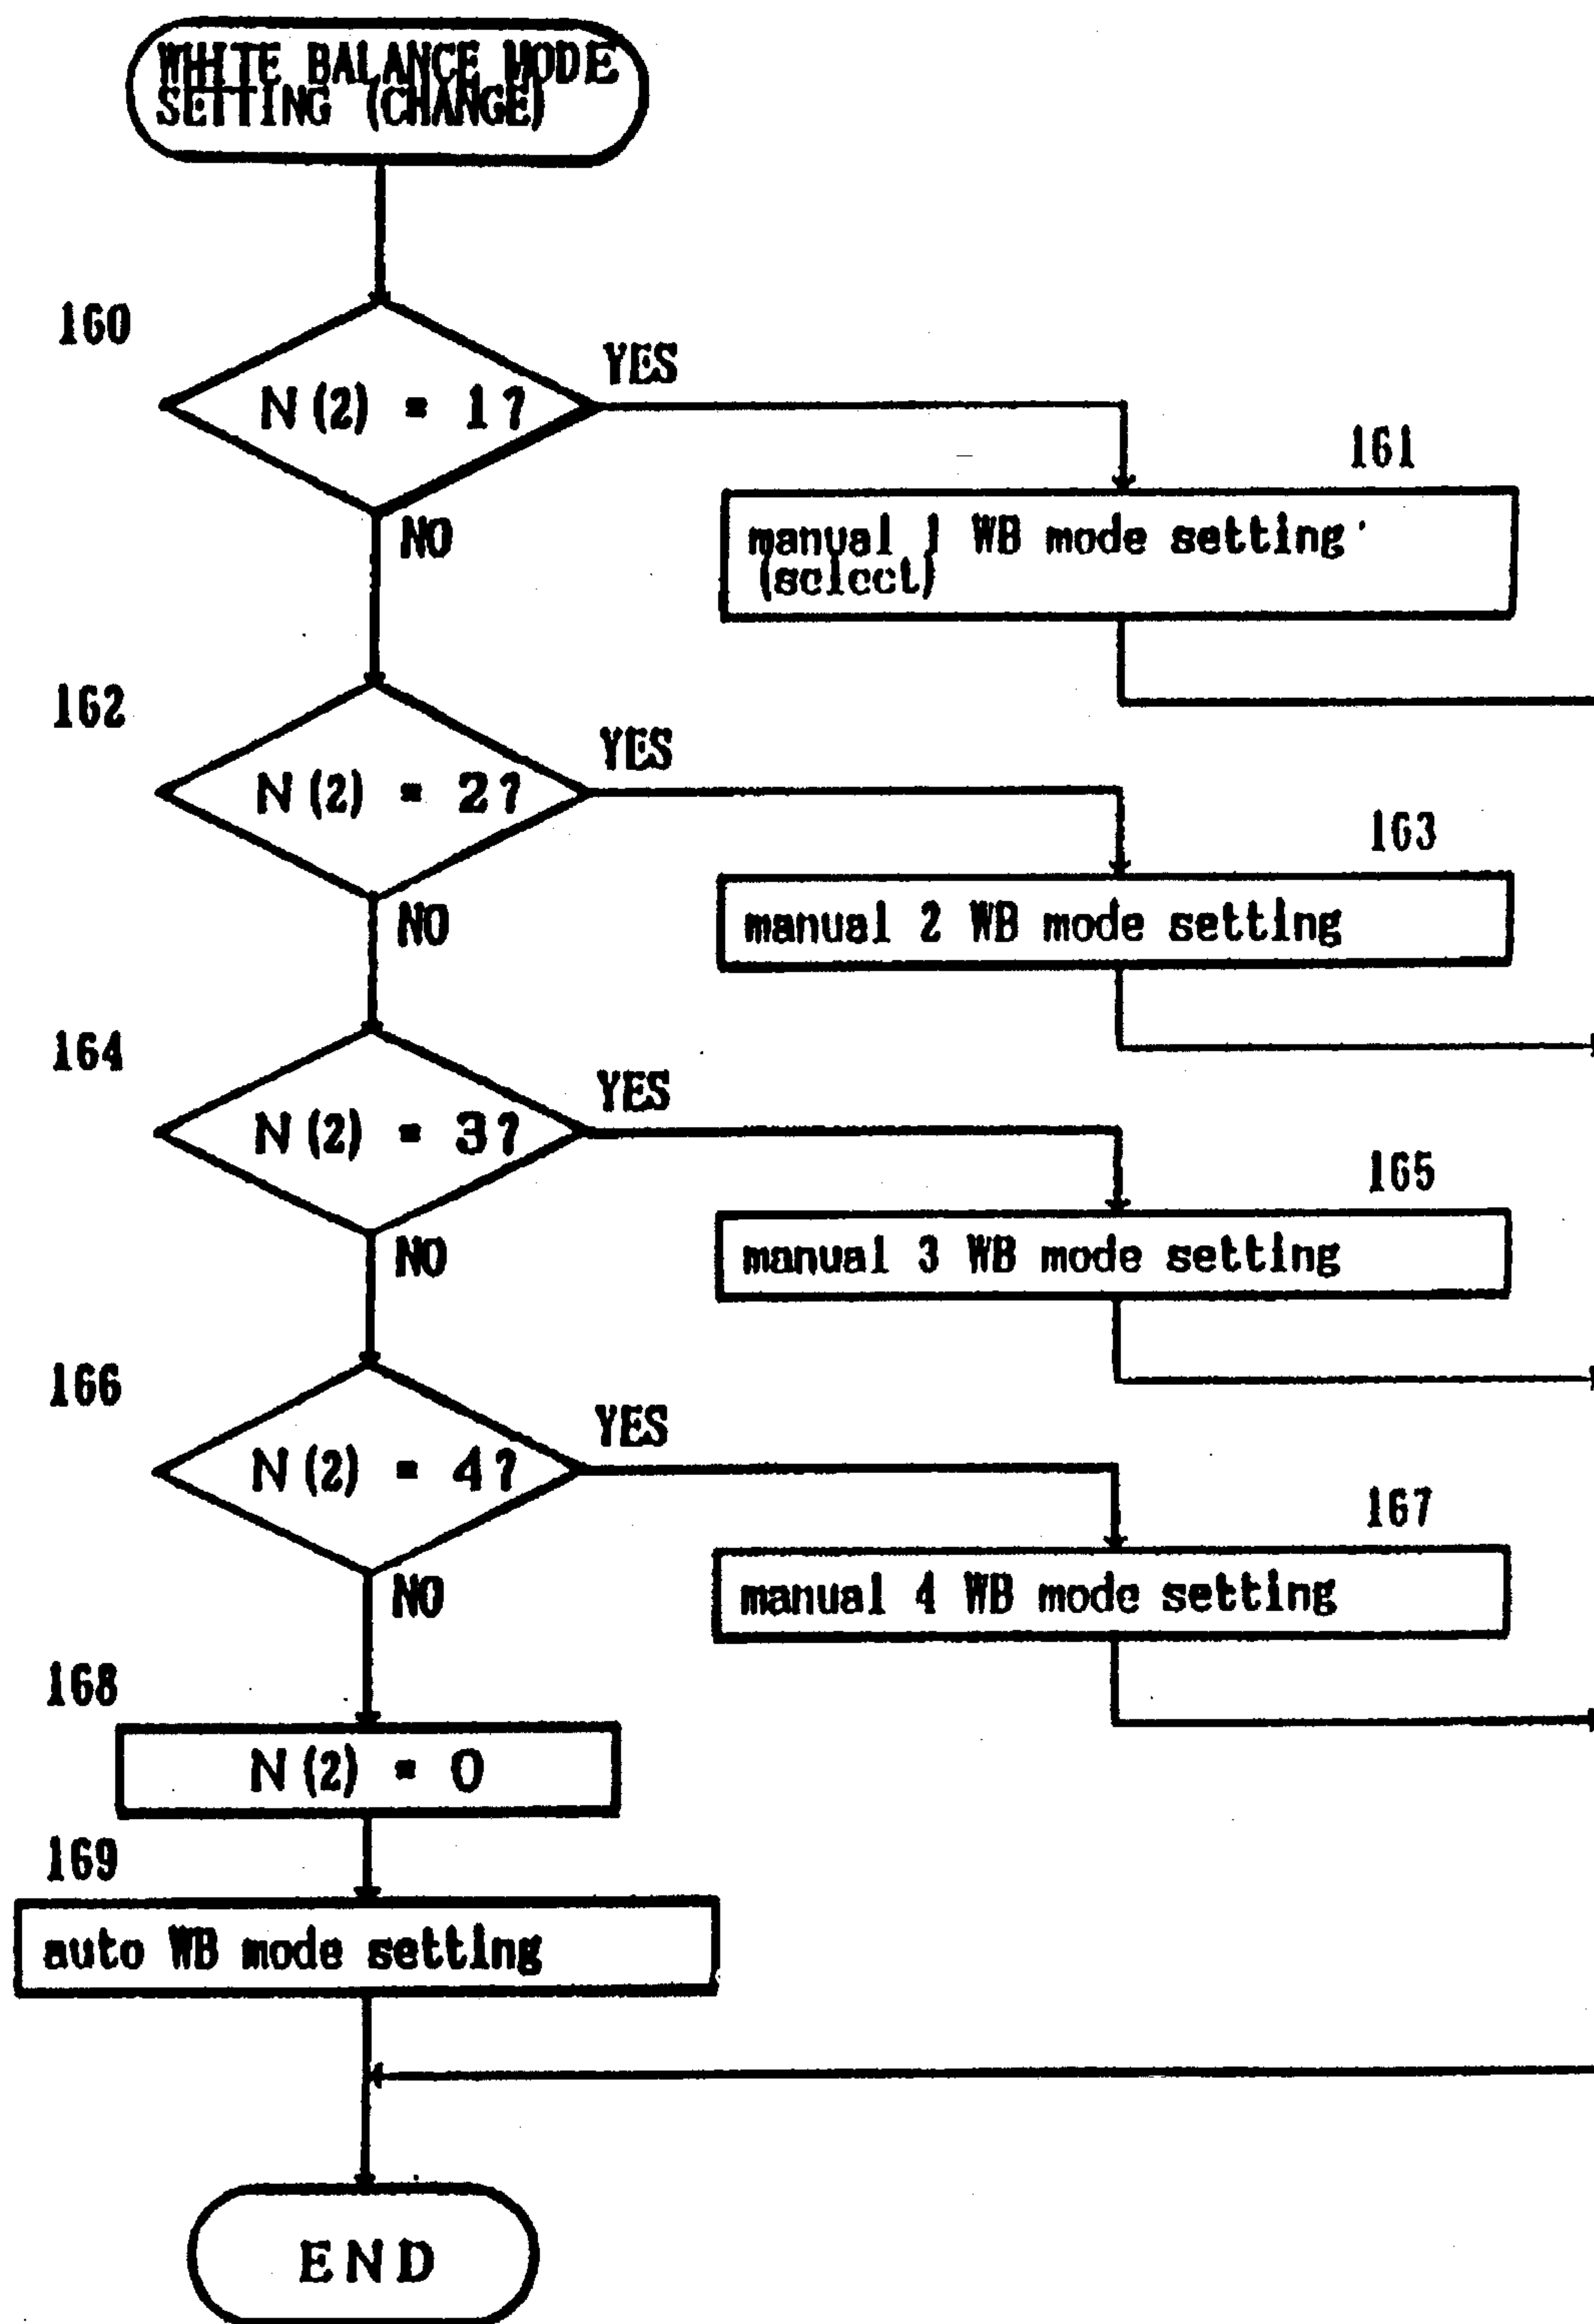 WHITE BALANCE MODE
SETTING (CHANGE)
160
N(2) = 1?
YES
NO
161
manual 1 WB mode setting
(select)
162
N(2) = 2?
YES
NO
163
manual 2 WB mode setting
164
N(2) = 3?
YES
NO
165
manual 3 WB mode setting
166
N(2) = 4?
YES
NO
167
manual 4 WB mode setting
168
N(2) = 0
169
auto WB mode setting
END